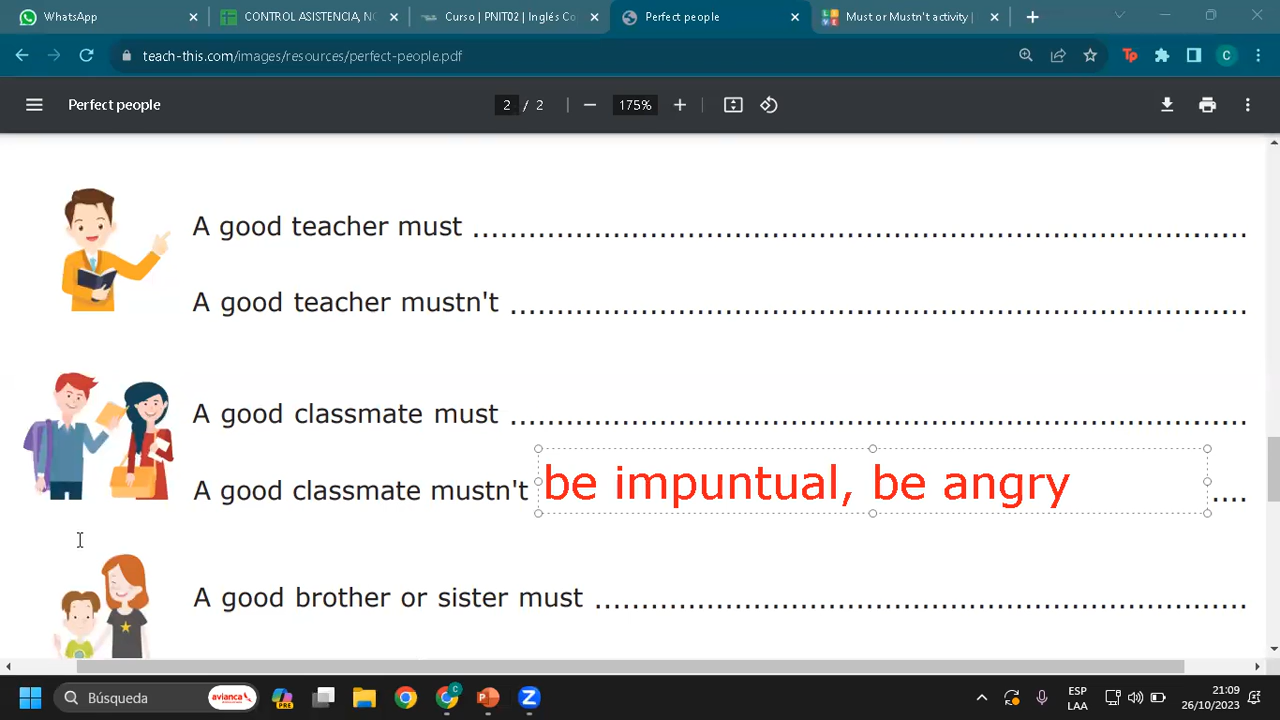 WhatsApp
CONTROL ASISTENCIA, NO
Curso | PNIT02 | Inglés Co
Perfect people
Must or Mustn't activity |
teach-this.com/images/resources/perfect-people.pdf
Perfect people
2 / 2
175%
A good teacher must ..................................................................................
A good teacher mustn't ..............................................................................
A good classmate must ..............................................................................
A good classmate mustn't be impuntual, be angry ....
A good brother or sister must .....................................................................
Búsqueda
avianca
PRE
ESP
LAA
21:09
26/10/2023